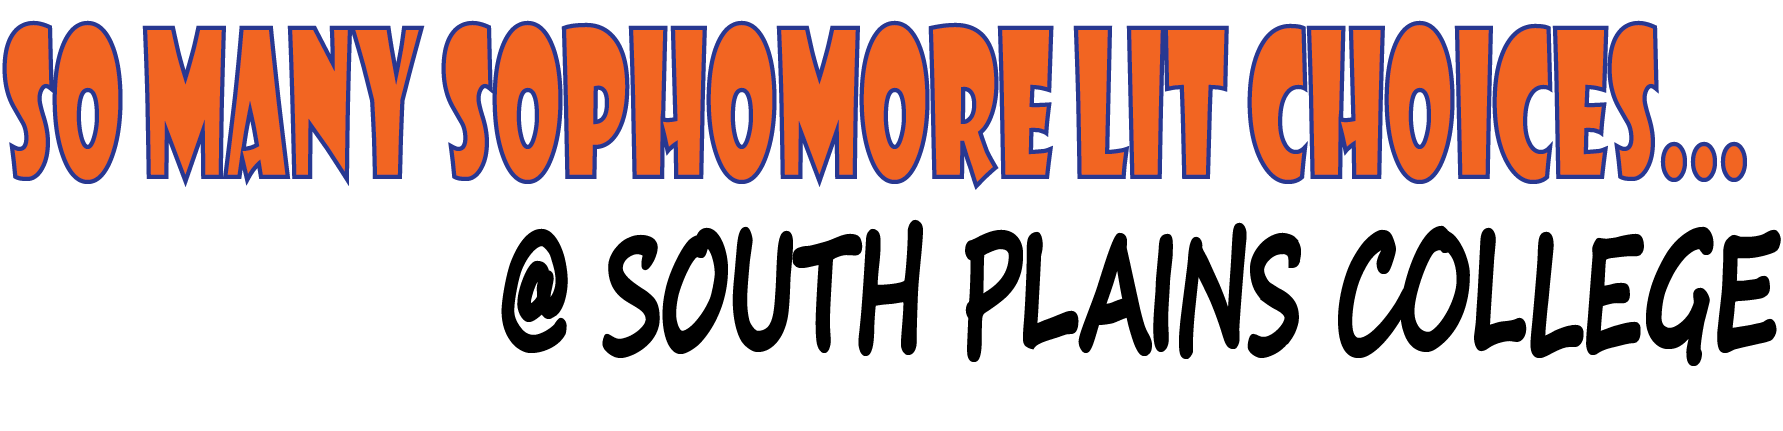 SO MANY SOPHOMORE LIT CHOICES...
@ SOUTH PLAINS COLLEGE